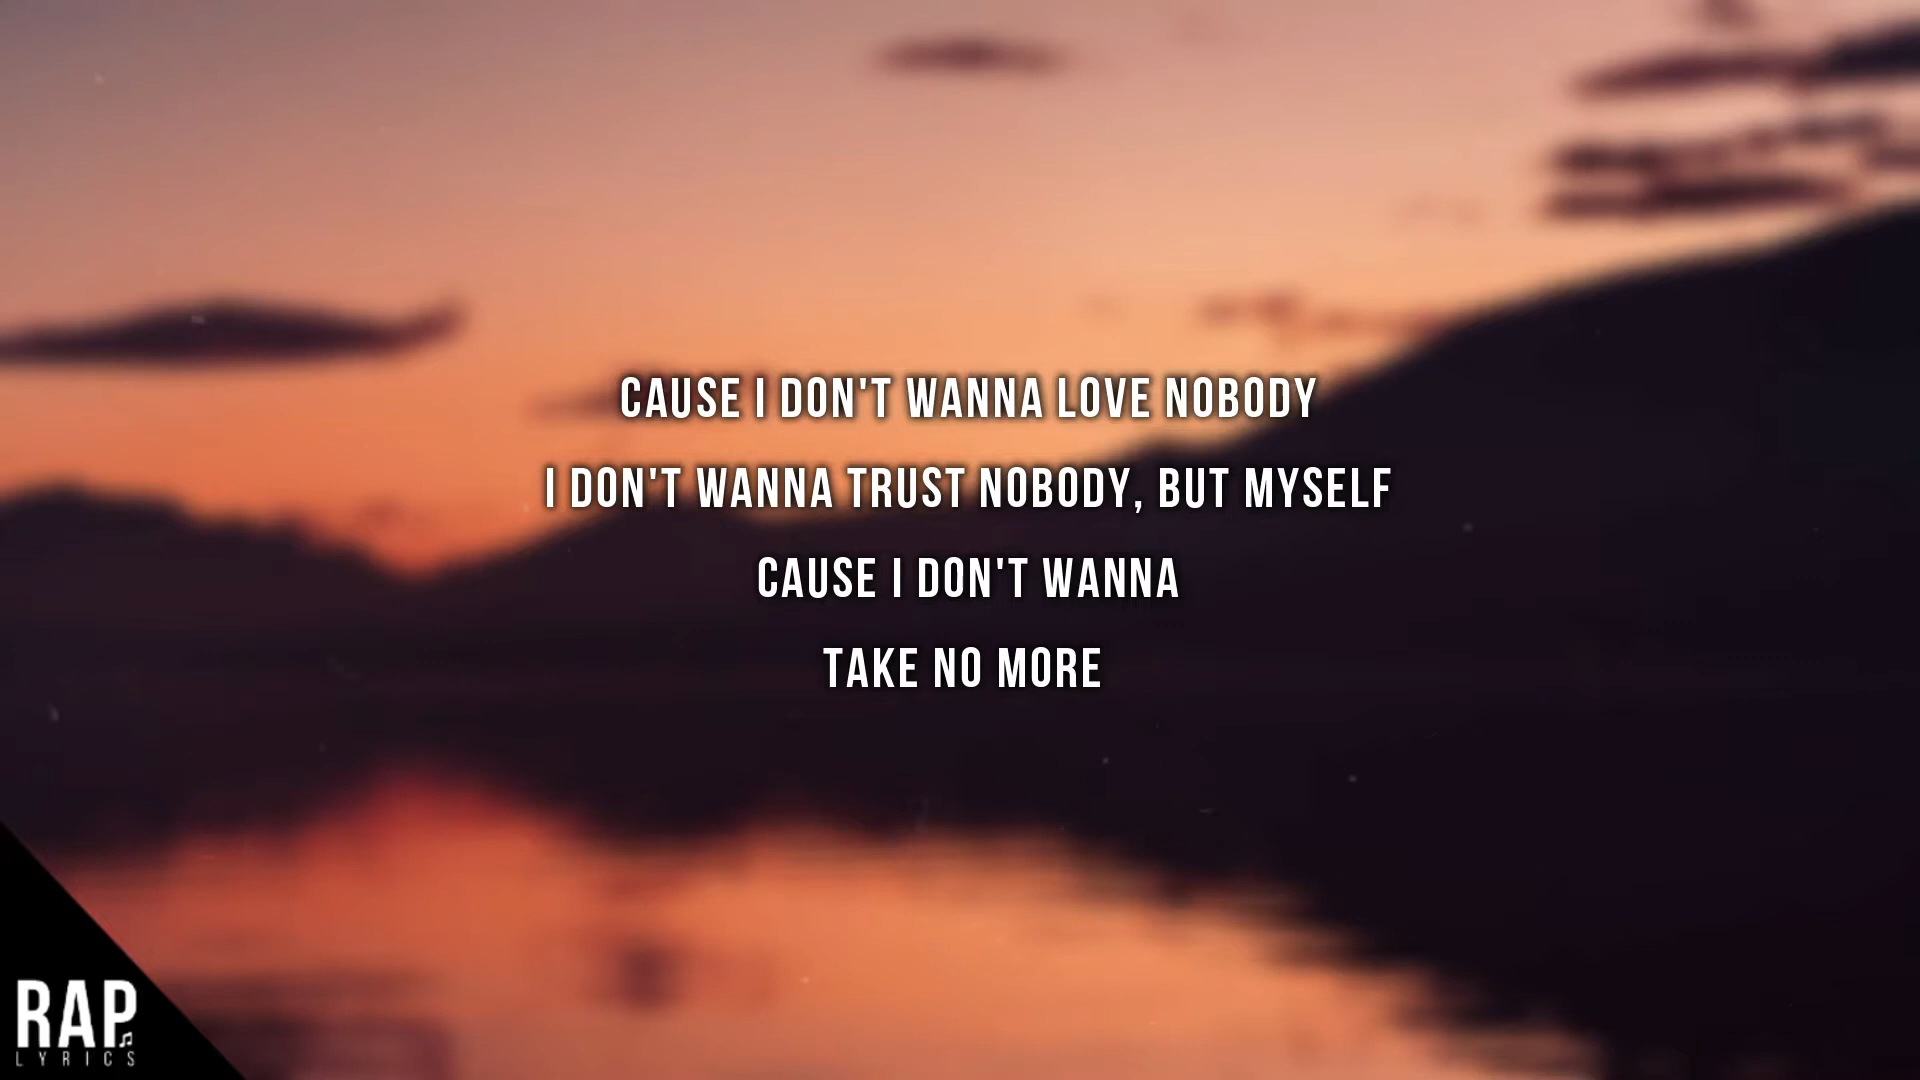 CAUSE I DON'T WANNA LOVE NOBODY
I DON'T WANNA TRUST NOBODY, BUT MYSELF
CAUSE I DON'T WANNA
TAKE NO MORE
RAP
LYRICS